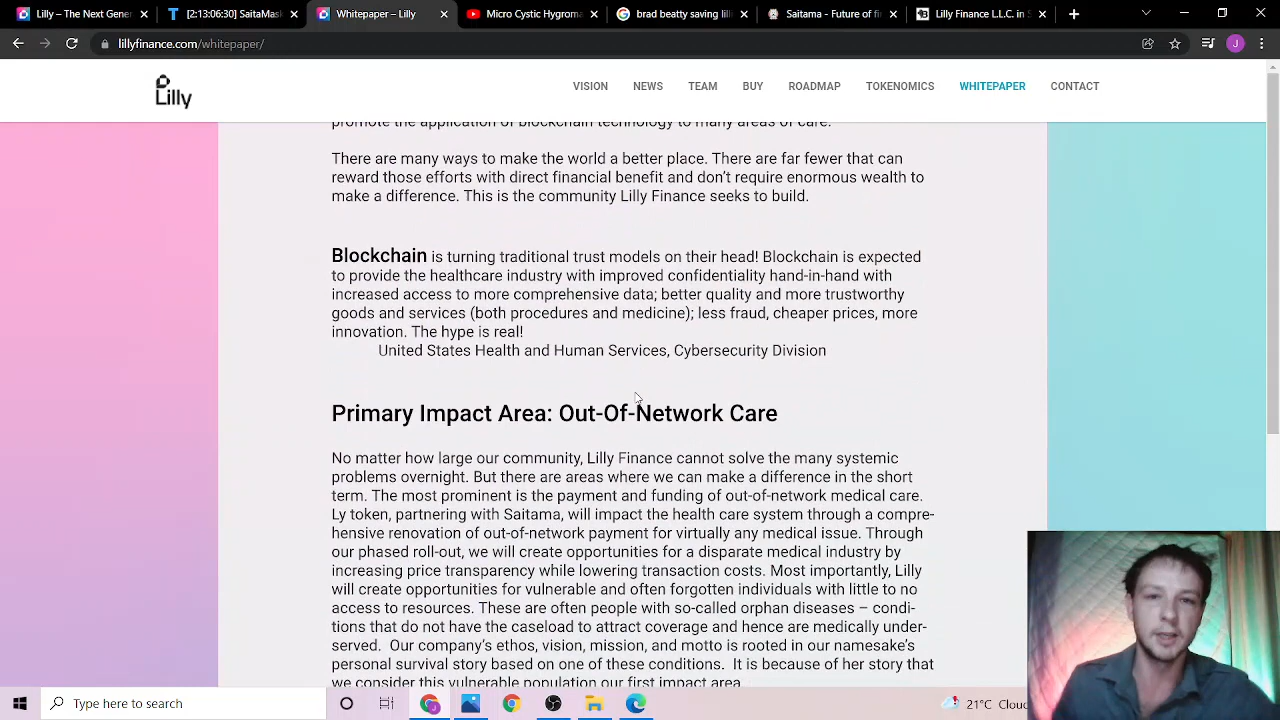 Lilly - The Next Generation
[2:13:06:30] SaitaMask
Whitepaper – Lilly
Micro Cystic Hygroma
brad beatty saving lilli
Saitama - Future of fi
Lilly Finance L.L.C. in S
lillyfinance.com/whitepaper/
J
Lilly
VISION
NEWS
TEAM
BUY
ROADMAP
TOKENOMICS
WHITEPAPER
CONTACT
promote the application of blockchain technology to many areas of care.
There are many ways to make the world a better place. There are far fewer that can
reward those efforts with direct financial benefit and don't require enormous wealth to
make a difference. This is the community Lilly Finance seeks to build.
Blockchain is turning traditional trust models on their head! Blockchain is expected
to provide the healthcare industry with improved confidentiality hand-in-hand with
increased access to more comprehensive data; better quality and more trustworthy
goods and services (both procedures and medicine); less fraud, cheaper prices, more
innovation. The hype is real!
United States Health and Human Services, Cybersecurity Division
Primary Impact Area: Out-Of-Network Care
No matter how large our community, Lilly Finance cannot solve the many systemic
problems overnight. But there are areas where we can make a difference in the short
term. The most prominent is the payment and funding of out-of-network medical care.
Ly token, partnering with Saitama, will impact the health care system through a compre-
hensive renovation of out-of-network payment for virtually any medical issue. Through
our phased roll-out, we will create opportunities for a disparate medical industry by
increasing price transparency while lowering transaction costs. Most importantly, Lilly
will create opportunities for vulnerable and often forgotten individuals with little to no
access to resources. These are often people with so-called orphan diseases – condi-
tions that do not have the caseload to attract coverage and hence are medically under-
served. Our company's ethos, vision, mission, and motto is rooted in our namesake's
personal survival story based on one of these conditions. It is because of her story that
we consider this vulnerable population our first impact area.
Type here to search
21°C Cloud